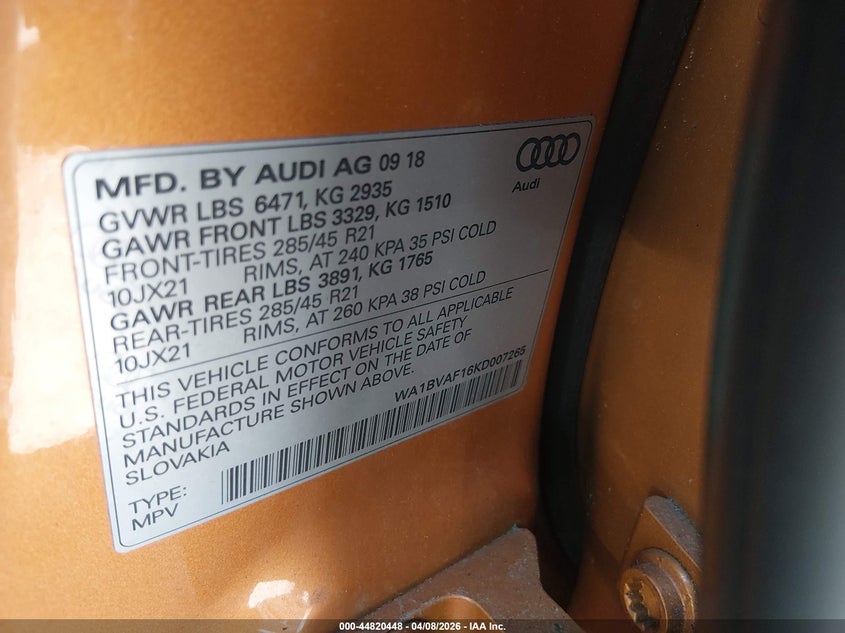 MFD. BY AUDI AG 09 18
Audi
GVWR LBS 6471, KG 2935
GAWR FRONT LBS 3329, KG 1510
FRONT-TIRES 285/45 R21
10JX21 RIMS, AT 240 KPA 35 PSI COLD
GAWR REAR LBS 3891, KG 1765
REAR-TIRES 285/45 R21
10JX21 RIMS, AT 260 KPA 38 PSI COLD
THIS VEHICLE CONFORMS TO ALL APPLICABLE
U.S. FEDERAL MOTOR VEHICLE SAFETY
STANDARDS IN EFFECT ON THE DATE OF
MANUFACTURE SHOWN ABOVE.
SLOVAKIA
WA1BVAF16KD007265
TYPE:
MPV
000-44820448 - 04/08/2026 - IAA Inc.